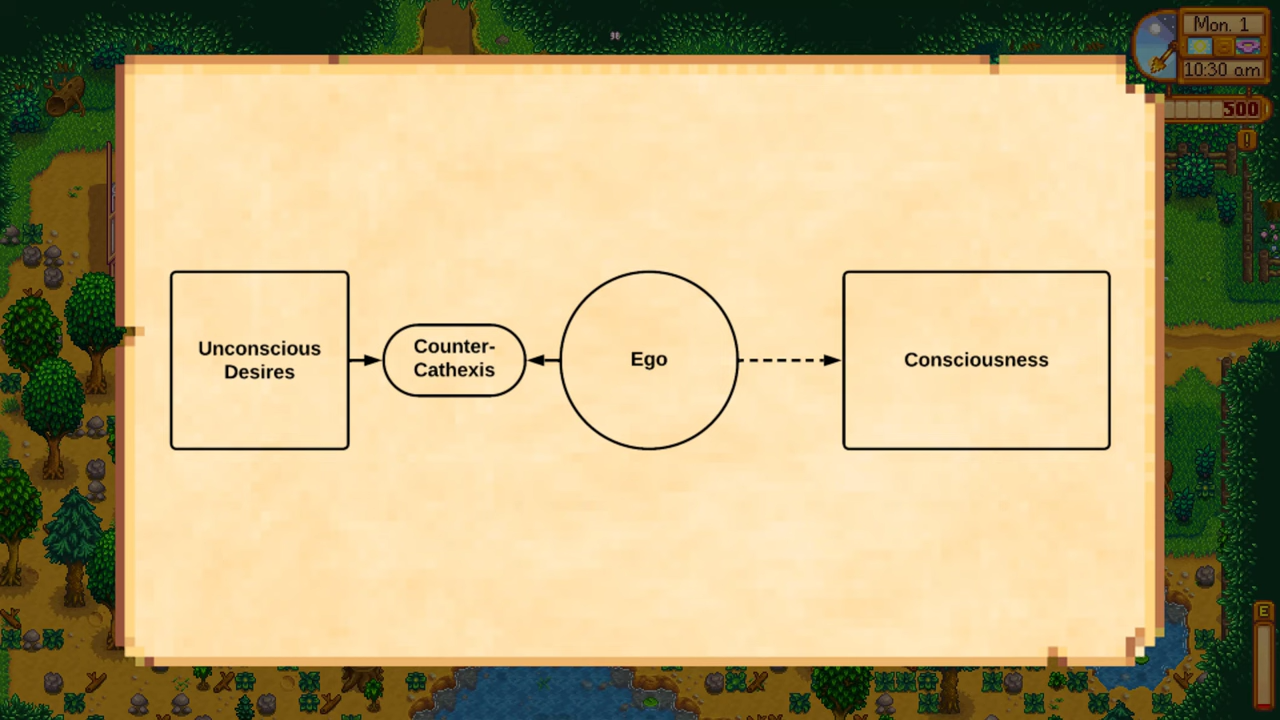 Mon. 1
10:30 am
500
!
Unconscious
Desires
Counter-
Cathexis
Ego
Consciousness
E